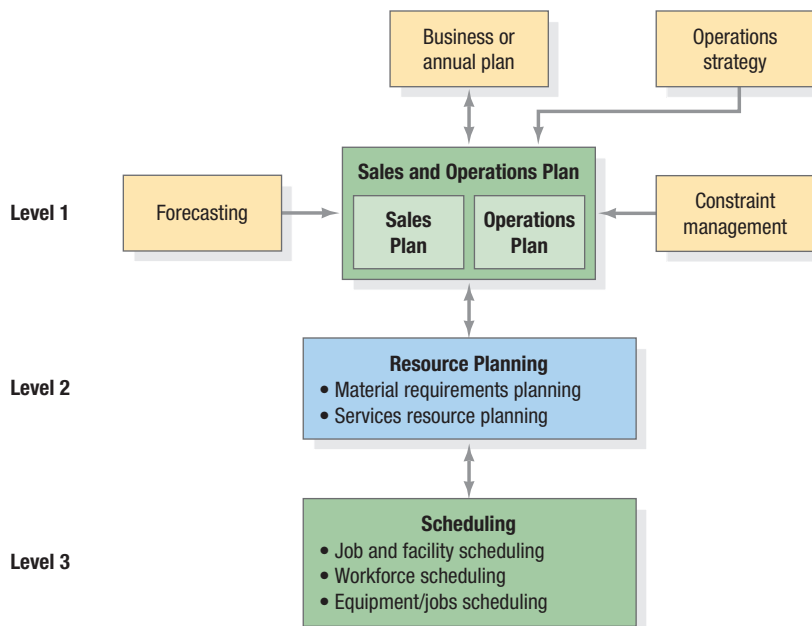 Business or
annual plan
Operations
strategy
Level 1
Forecasting
Sales and Operations Plan
Sales
Plan
Operations
Plan
Constraint
management
Level 2
Resource Planning
• Material requirements planning
• Services resource planning
Level 3
Scheduling
• Job and facility scheduling
• Workforce scheduling
• Equipment/jobs scheduling